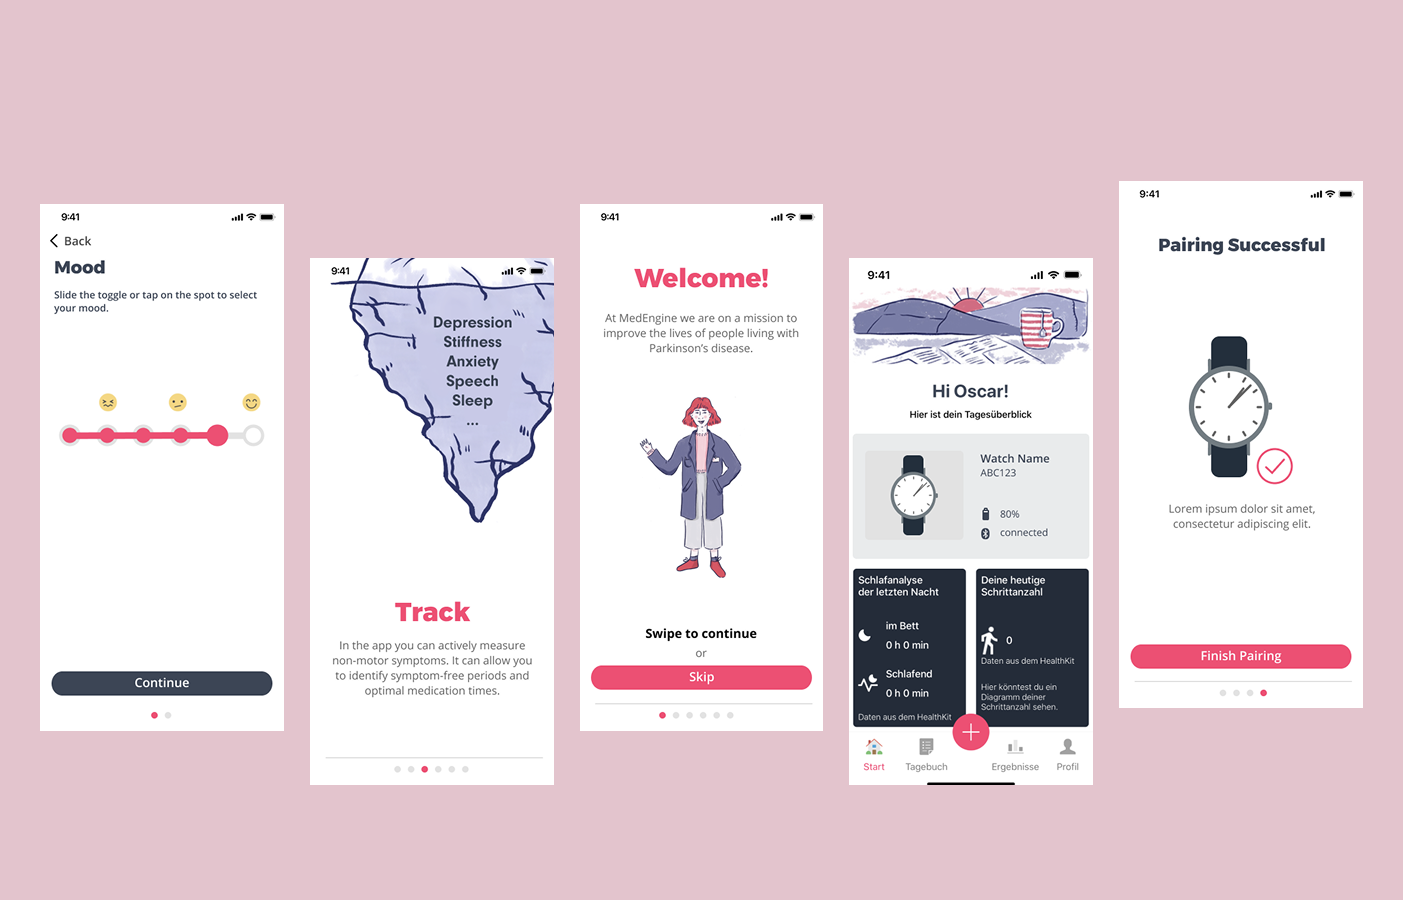 9:41
Back
Mood
Slide the toggle or tap on the spot to select
your mood.
Continue
9:41
Depression
Stiffness
Anxiety
Speech
Sleep
...
Track
In the app you can actively measure
non-motor symptoms. It can allow you
to identify symptom-free periods and
optimal medication times.
9:41
Welcome!
At MedEngine we are on a mission to
improve the lives of people living with
Parkinson's disease.
Swipe to continue
or
Skip
9:41
Hi Oscar!
Hier ist dein Tagesüberblick
Watch Name
ABC123
80%
connected
Schlafanalyse
der letzten Nacht
im Bett
0 h 0 min
Schlafend
0 h 0 min
Daten aus dem HealthKit
Deine heutige
Schrittanzahl
0
Daten aus dem HealthKit
Hier könntest du ein
Diagramm deiner
Schrittanzahl sehen.
Start
Tagebuch
Ergebnisse
Profil
9:41
Pairing Successful
Lorem ipsum dolor sit amet,
consectetur adipiscing elit.
Finish Pairing